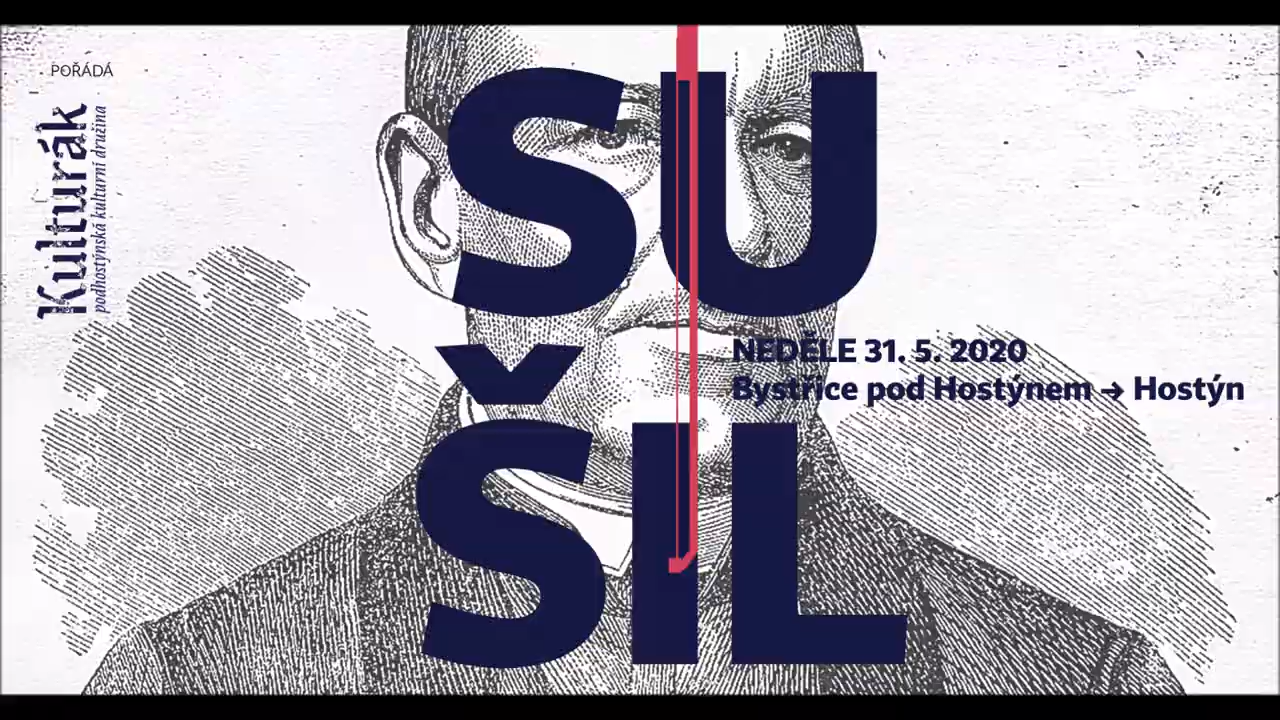 POŘÁDÁ
Kulturák
podhostýnská kulturní družina
SU
ŠIL
NEDĚLE 31. 5. 2020
Bystřice pod Hostýnem → Hostýn